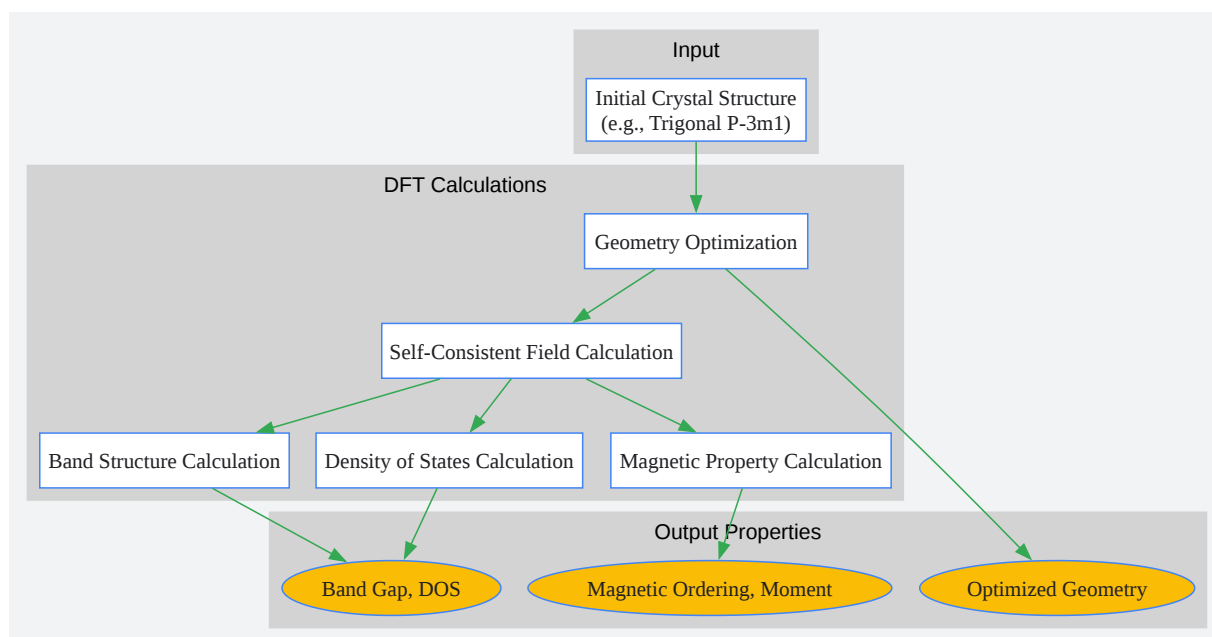 Input
Initial Crystal Structure
(e.g., Trigonal P-3m1)
DFT Calculations
Geometry Optimization
Self-Consistent Field Calculation
Band Structure Calculation
Density of States Calculation
Magnetic Property Calculation
Output Properties
Band Gap, DOS
Magnetic Ordering, Moment
Optimized Geometry